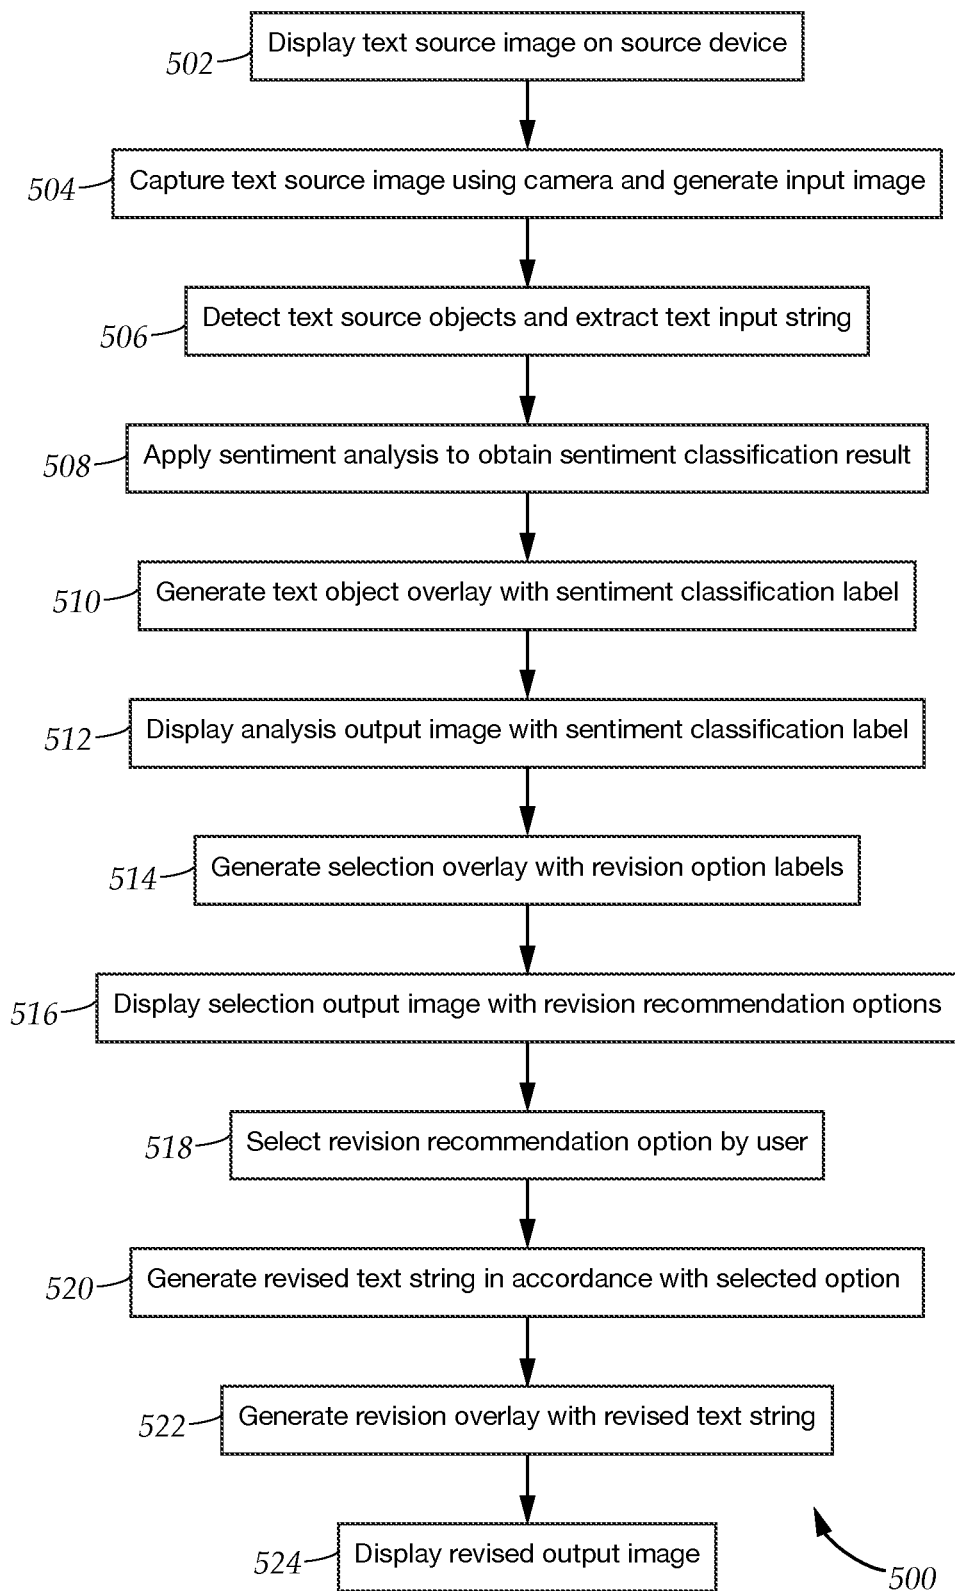 502 Display text source image on source device
504 Capture text source image using camera and generate input image
506 Detect text source objects and extract text input string
508 Apply sentiment analysis to obtain sentiment classification result
510 Generate text object overlay with sentiment classification label
512 Display analysis output image with sentiment classification label
514 Generate selection overlay with revision option labels
516 Display selection output image with revision recommendation options
518 Select revision recommendation option by user
520 Generate revised text string in accordance with selected option
522 Generate revision overlay with revised text string
524 Display revised output image
500